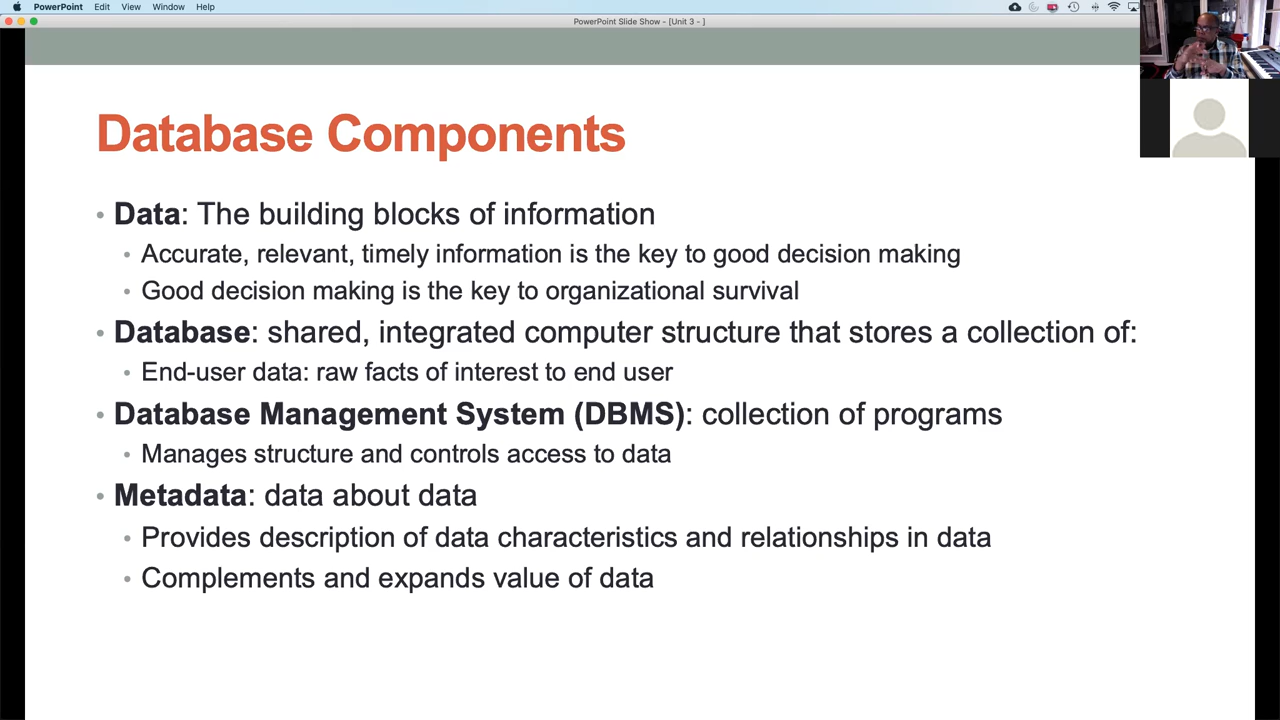 PowerPoint Edit View Window Help
PowerPoint Slide Show - [Unit 3 - ]
Database Components
• Data: The building blocks of information
• Accurate, relevant, timely information is the key to good decision making
• Good decision making is the key to organizational survival
• Database: shared, integrated computer structure that stores a collection of:
• End-user data: raw facts of interest to end user
• Database Management System (DBMS): collection of programs
• Manages structure and controls access to data
• Metadata: data about data
• Provides description of data characteristics and relationships in data
• Complements and expands value of data